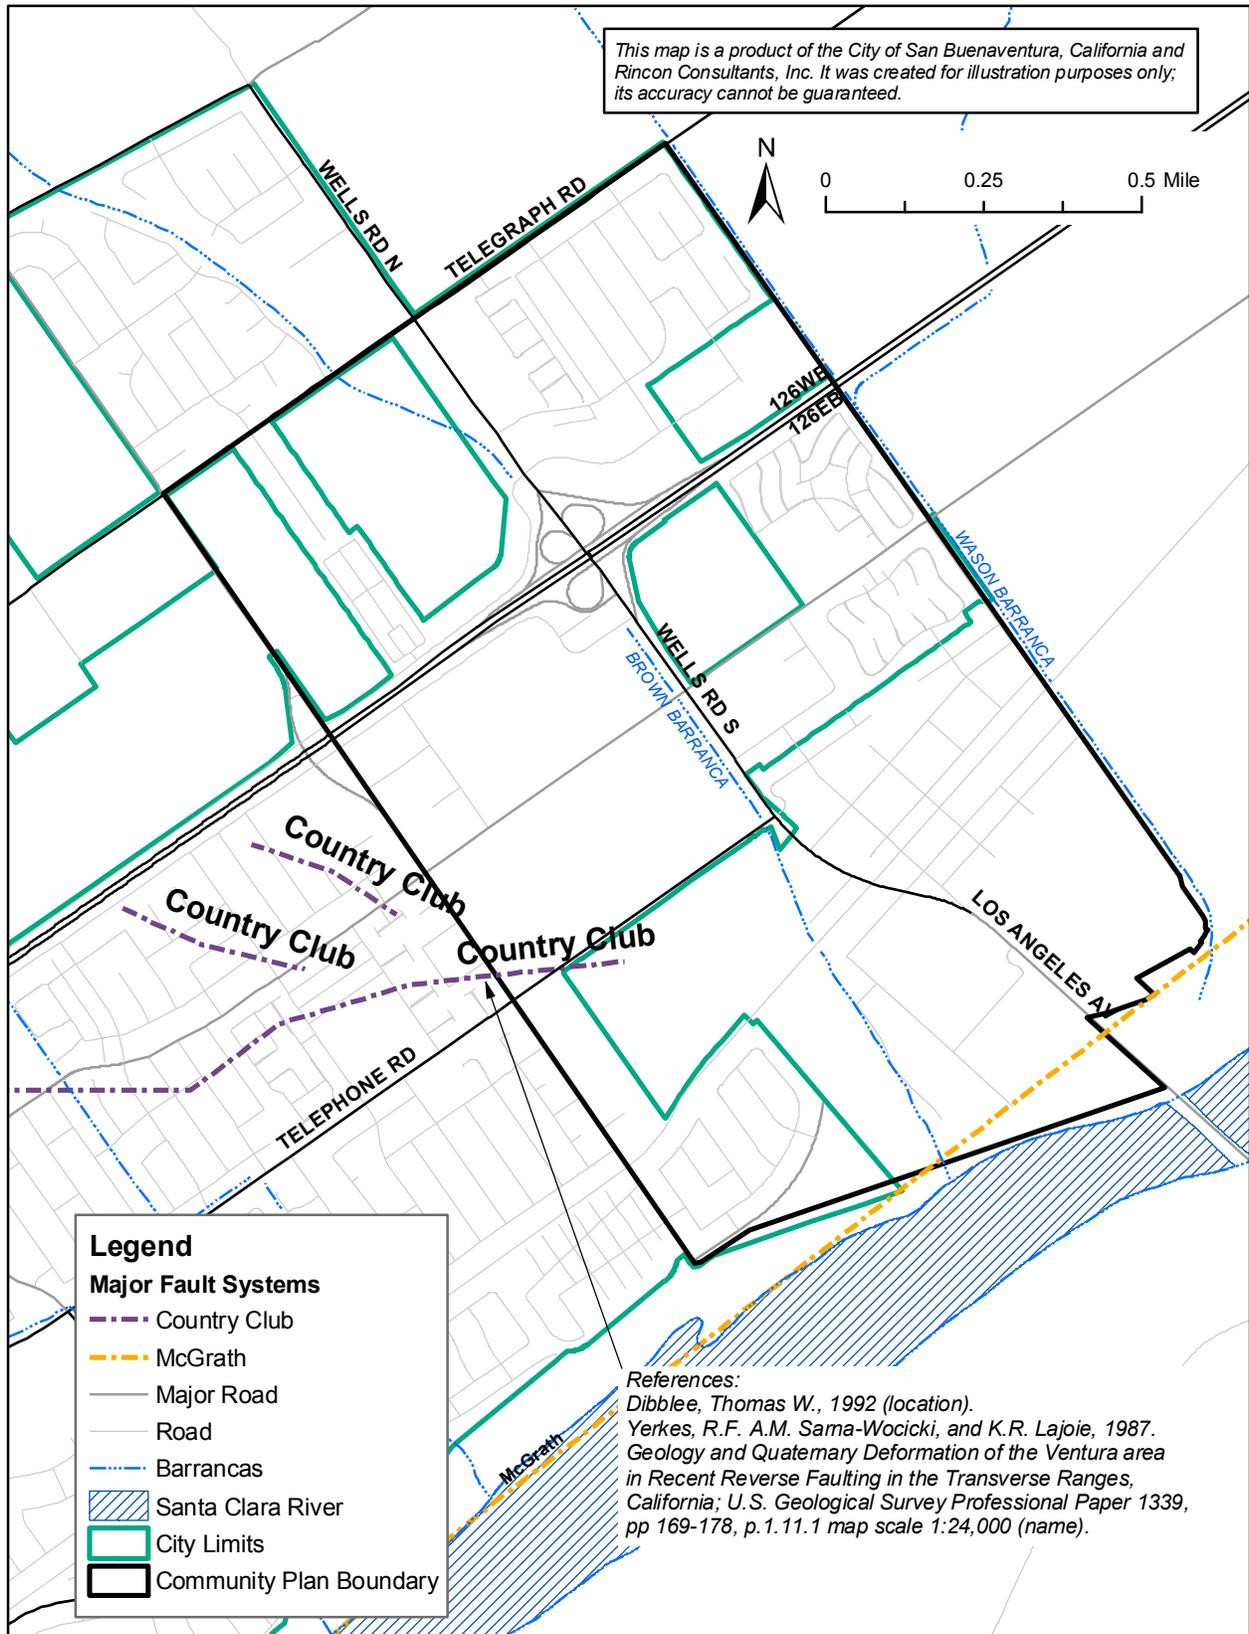 This map is a product of the City of San Buenaventura, California and
Rincon Consultants, Inc. It was created for illustration purposes only;
its accuracy cannot be guaranteed.
N
0 0.25 0.5 Mile
WELLS RD N
TELEGRAPH RD
126WB
126EB
WASON BARRANCA
WELLS RD S
BROWN BARRANCA
Country Club
Country Club
Country Club
LOS ANGELES AV
TELEPHONE RD
McGrath
Legend
Major Fault Systems
Country Club
McGrath
Major Road
Road
Barrancas
Santa Clara River
City Limits
Community Plan Boundary
References:
Dibblee, Thomas W., 1992 (location).
Yerkes, R.F. A.M. Sarna-Wocicki, and K.R. Lajoie, 1987.
Geology and Quaternary Deformation of the Ventura area
in Recent Reverse Faulting in the Transverse Ranges,
California; U.S. Geological Survey Professional Paper 1339,
pp 169-178, p.1.11.1 map scale 1:24,000 (name).